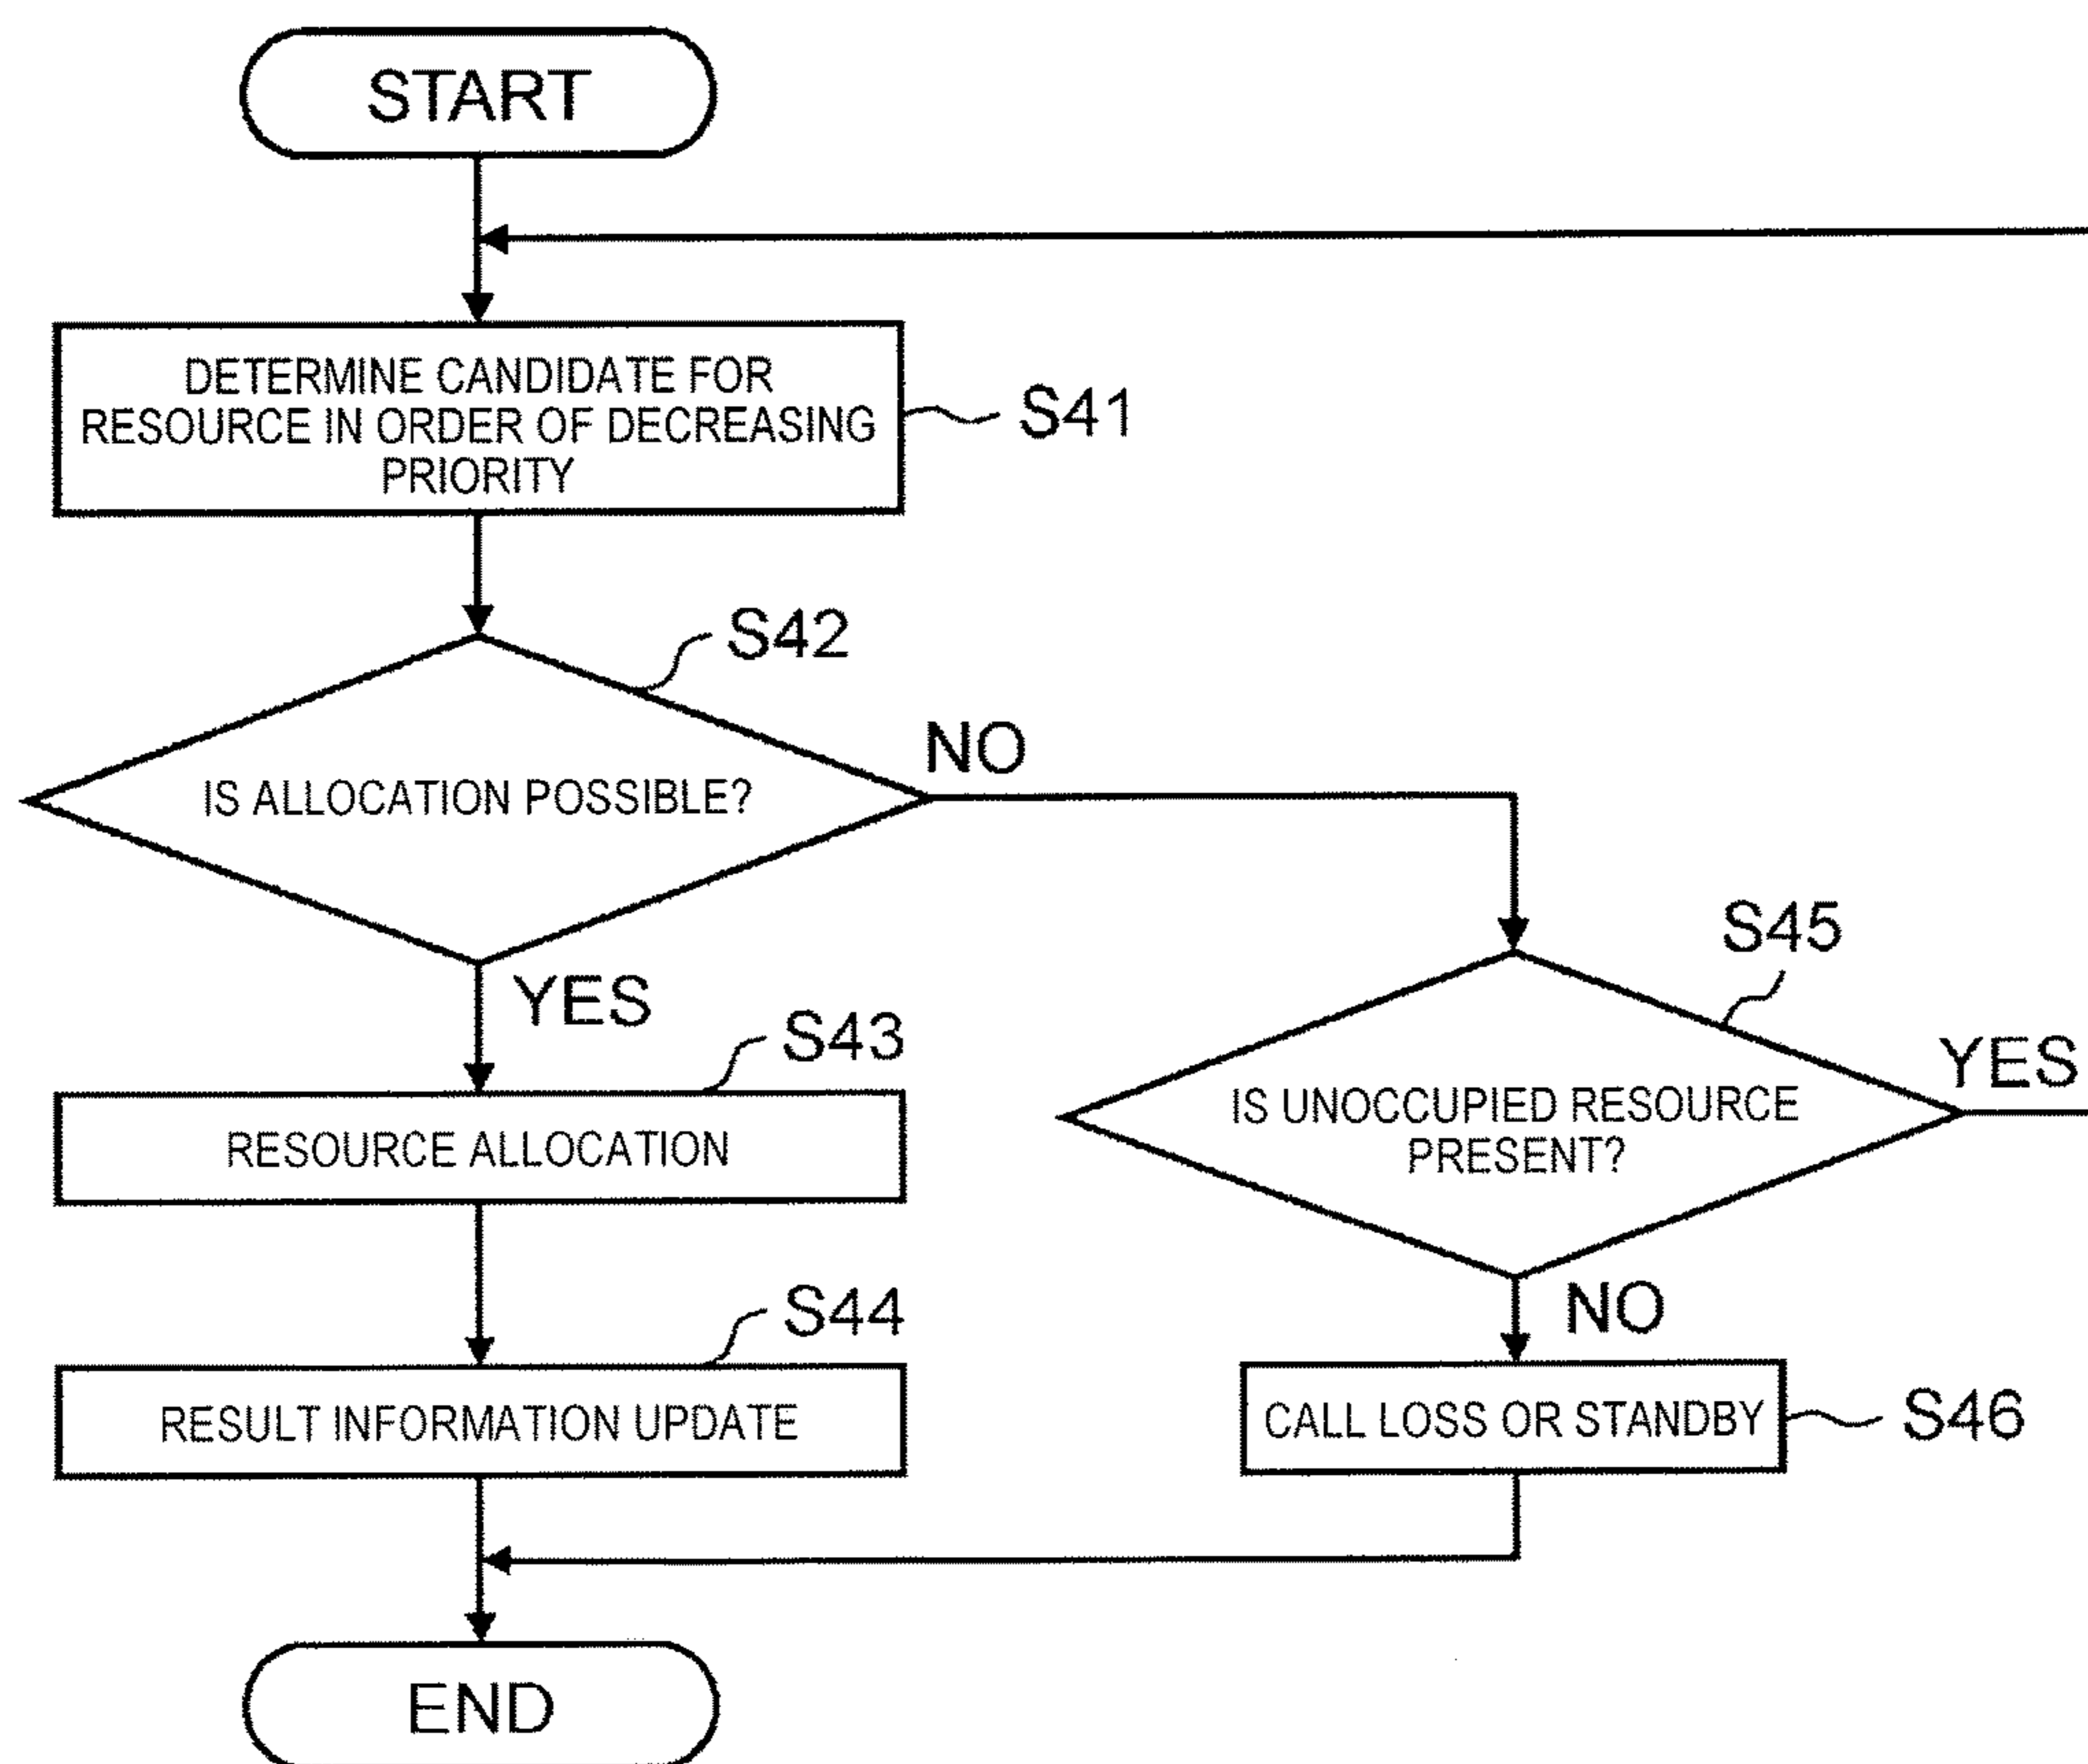 START
DETERMINE CANDIDATE FOR
RESOURCE IN ORDER OF DECREASING
PRIORITY
S41
S42
IS ALLOCATION POSSIBLE?
NO
YES
S43
RESOURCE ALLOCATION
S44
RESULT INFORMATION UPDATE
S45
IS UNOCCUPIED RESOURCE
PRESENT?
YES
NO
CALL LOSS OR STANDBY
S46
END